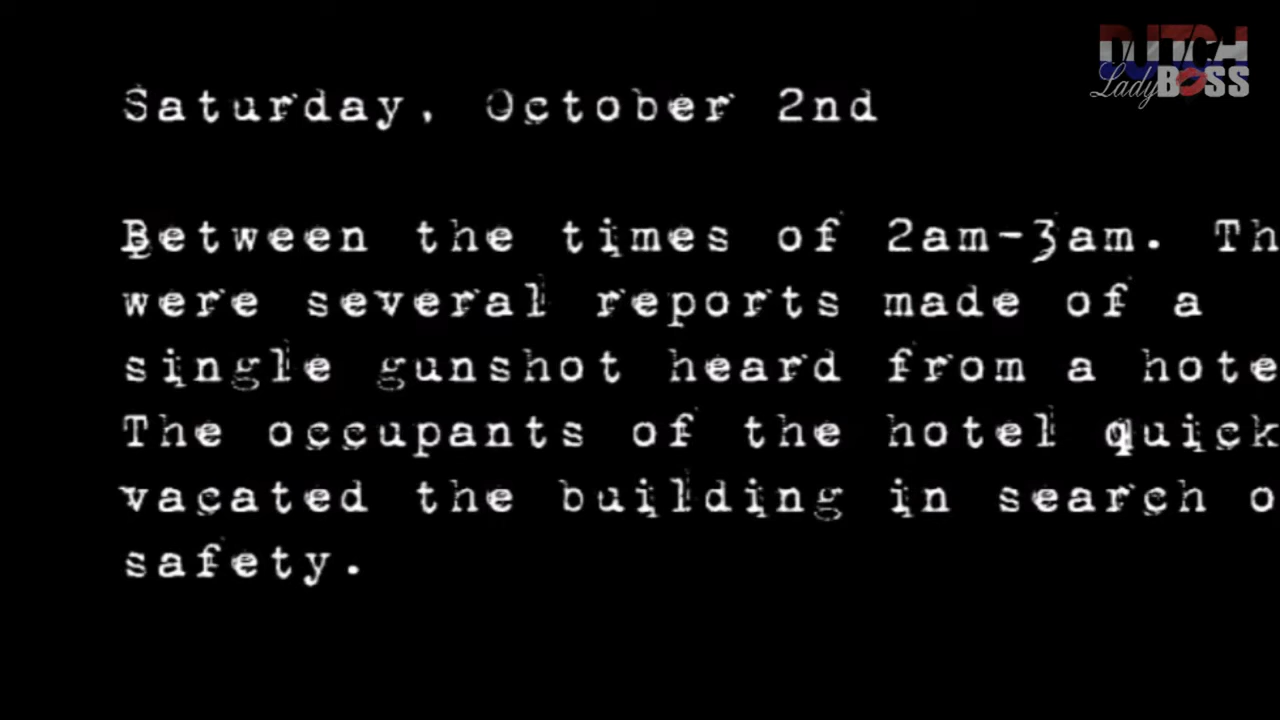 DUTCH
Lady BOSS
Saturday, October 2nd
Between the times of 2am-3am. Th
were several reports made of a
single gunshot heard from a hote
The occupants of the hotel quick
vacated the building in search o
safety.